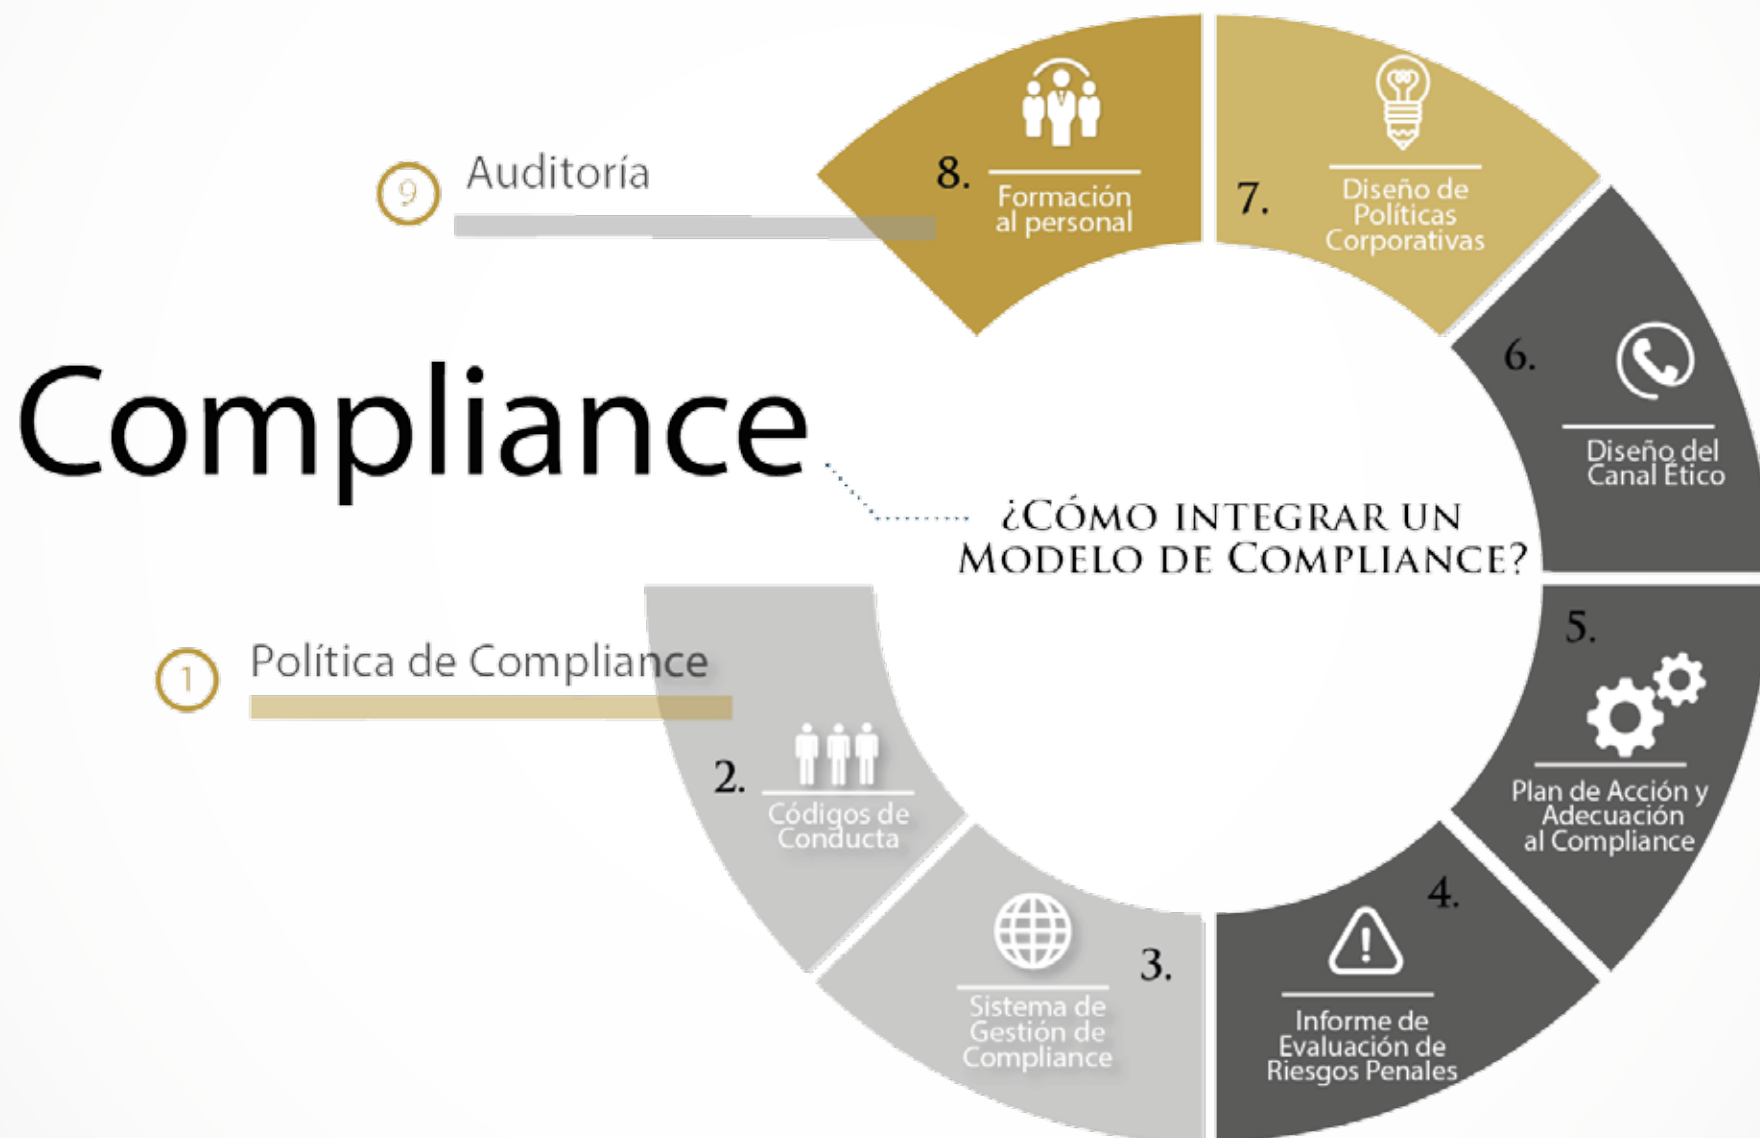 9 Auditoría
8.
Formación
al personal
7.
Diseño de
Políticas
Corporativas
6.
Diseño del
Canal Ético
Compliance
¿Cómo integrar un
Modelo de Compliance?
5.
Plan de Acción y
Adecuación
al Compliance
1 Política de Compliance
2.
Códigos de
Conducta
3.
Sistema de
Gestión de
Compliance
4.
Informe de
Evaluación de
Riesgos Penales